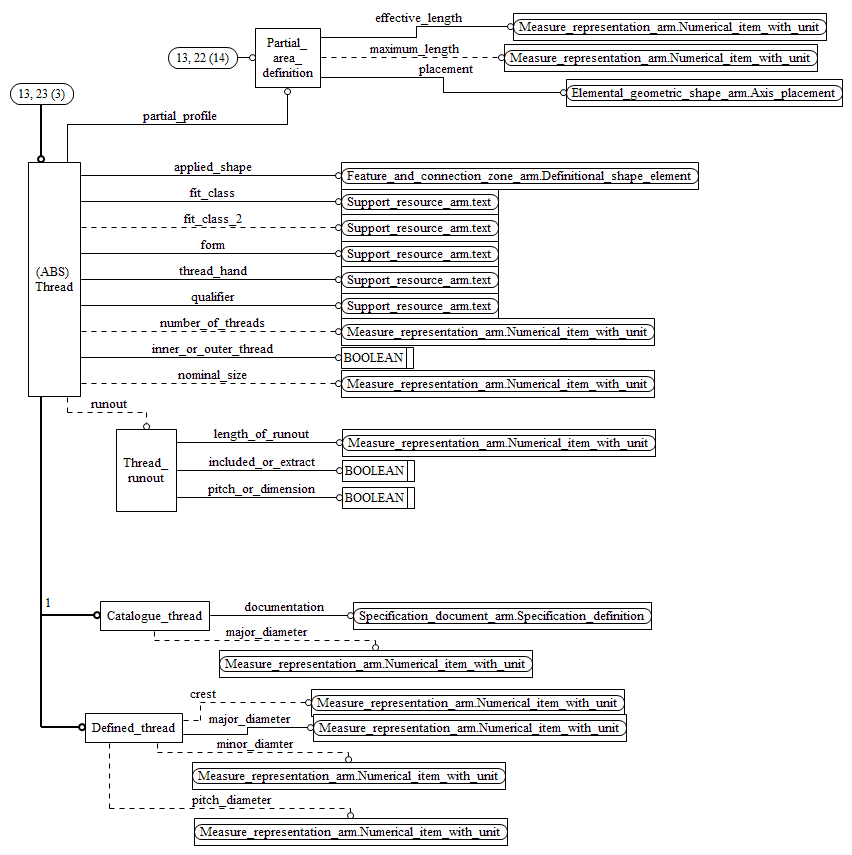 effective_length
Measure_representation_arm.Numerical_item_with_unit
Partial_
area_
definition
13, 22 (14)
maximum_length
Measure_representation_arm.Numerical_item_with_unit
placement
Elemental_geometric_shape_arm.Axis_placement
13, 23 (3)
partial_profile
applied_shape
Feature_and_connection_zone_arm.Definitional_shape_element
fit_class
Support_resource_arm.text
fit_class_2
Support_resource_arm.text
form
Support_resource_arm.text
(ABS)
Thread
thread_hand
Support_resource_arm.text
qualifier
Support_resource_arm.text
number_of_threads
Measure_representation_arm.Numerical_item_with_unit
inner_or_outer_thread
BOOLEAN
nominal_size
Measure_representation_arm.Numerical_item_with_unit
runout
length_of_runout
Measure_representation_arm.Numerical_item_with_unit
Thread_
runout
included_or_extract
BOOLEAN
pitch_or_dimension
BOOLEAN
1
Catalogue_thread
documentation
Specification_document_arm.Specification_definition
major_diameter
Measure_representation_arm.Numerical_item_with_unit
crest
Measure_representation_arm.Numerical_item_with_unit
Defined_thread
major_diameter
Measure_representation_arm.Numerical_item_with_unit
minor_diamter
Measure_representation_arm.Numerical_item_with_unit
pitch_diameter
Measure_representation_arm.Numerical_item_with_unit